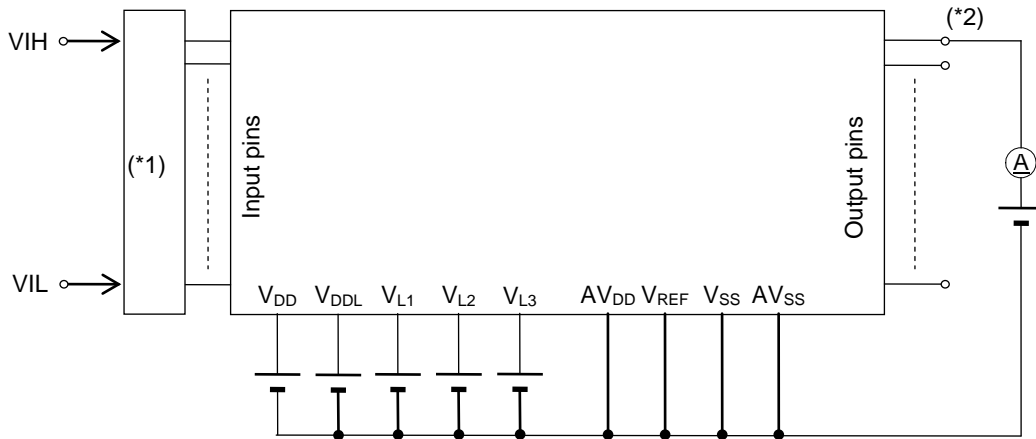 VIH
(*2)
(*1)
Input pins
Output pins
A
VIL
VDD VDDL VL1 VL2 VL3 AVDD VREF VSS AVSS